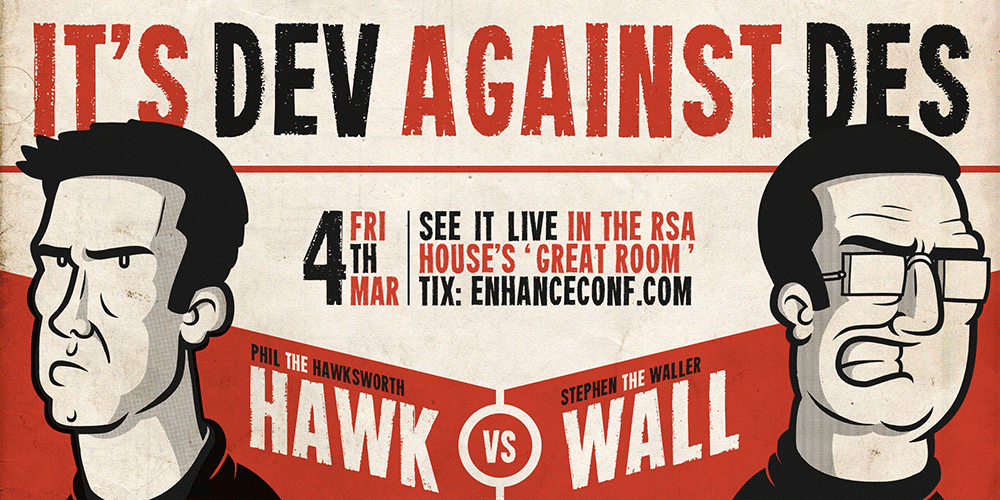 IT'S DEV AGAINST DES
4 FRI
TH
MAR
SEE IT LIVE IN THE RSA
HOUSE'S ‘GREAT ROOM’
TIX: ENHANCECONF.COM
PHIL THE HAWKSWORTH
HAWK
VS
STEPHEN THE WALLER
WALL